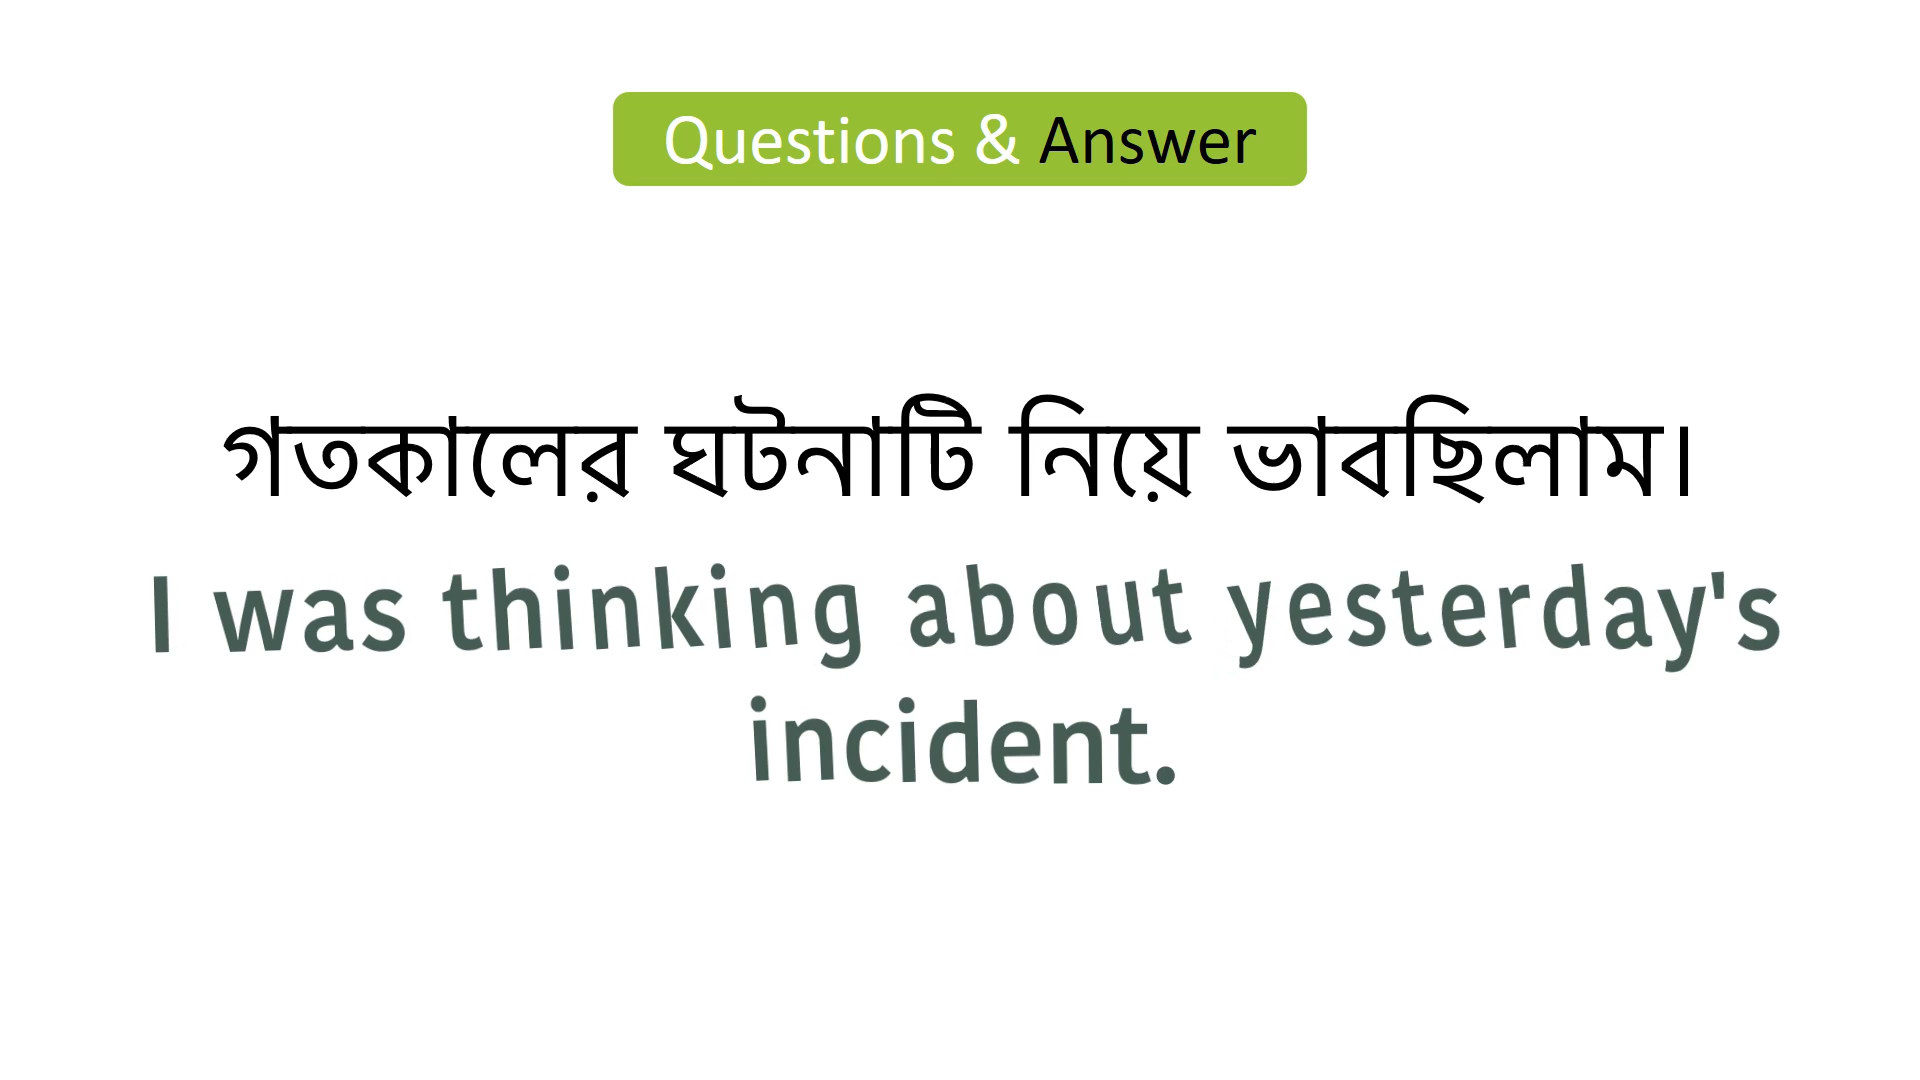 Questions & Answer
গতকালের ঘটনাটি নিয়ে ভাবছিলাম।
I was thinking about yesterday's
incident.